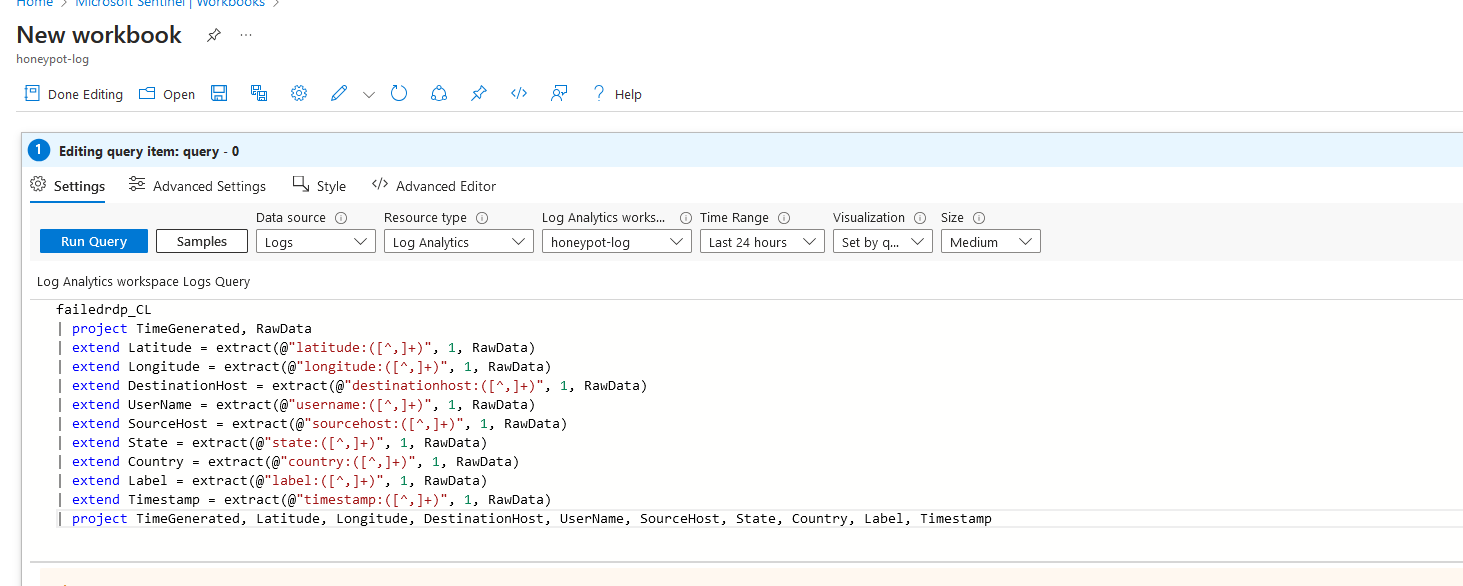 Home > Microsoft Sentinel | Workbooks >
New workbook ...
honeypot-log
Done Editing Open Help
1 Editing query item: query - 0
Settings Advanced Settings Style Advanced Editor
Data source Resource type Log Analytics works... Time Range Visualization Size
Run Query Samples Logs Log Analytics honeypot-log Last 24 hours Set by q... Medium
Log Analytics workspace Logs Query
failedrdp_CL
| project TimeGenerated, RawData
| extend Latitude = extract(@"latitude:([^,]+)", 1, RawData)
| extend Longitude = extract(@"longitude:([^,]+)", 1, RawData)
| extend DestinationHost = extract(@"destinationhost:([^,]+)", 1, RawData)
| extend UserName = extract(@"username:([^,]+)", 1, RawData)
| extend SourceHost = extract(@"sourcehost:([^,]+)", 1, RawData)
| extend State = extract(@"state:([^,]+)", 1, RawData)
| extend Country = extract(@"country:([^,]+)", 1, RawData)
| extend Label = extract(@"label:([^,]+)", 1, RawData)
| extend Timestamp = extract(@"timestamp:([^,]+)", 1, RawData)
| project TimeGenerated, Latitude, Longitude, DestinationHost, UserName, SourceHost, State, Country, Label, Timestamp